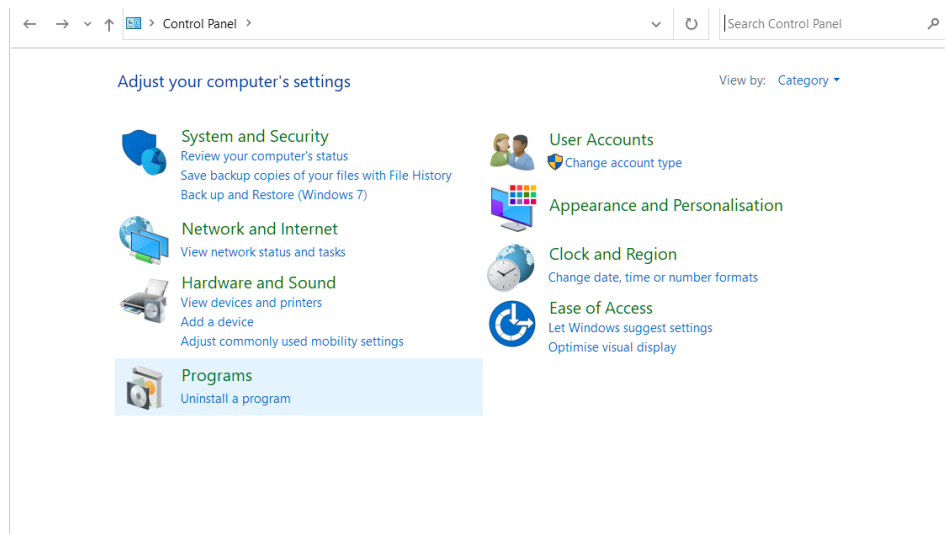 Control Panel
Search Control Panel
Adjust your computer's settings
View by: Category
System and Security
Review your computer's status
Save backup copies of your files with File History
Back up and Restore (Windows 7)
Network and Internet
View network status and tasks
Hardware and Sound
View devices and printers
Add a device
Adjust commonly used mobility settings
Programs
Uninstall a program
User Accounts
Change account type
Appearance and Personalisation
Clock and Region
Change date, time or number formats
Ease of Access
Let Windows suggest settings
Optimise visual display